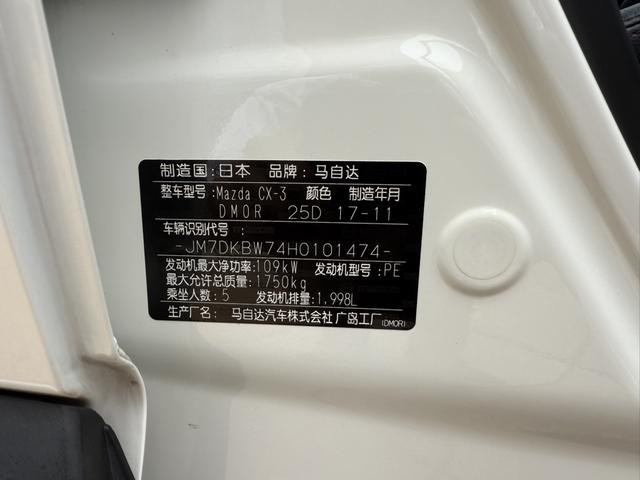 制造国:日本 品牌:马自达
整车型号:Mazda CX-3 颜色 制造年月
DMOR 25D 17-11
车辆识别代号:
-JM7DKBW74H0101474-
发动机最大净功率:109kW 发动机型号:PE
最大允许总质量:1750kg
乘坐人数:5 发动机排量:1.998L
生产厂名:马自达汽车株式会社广岛工厂 (DMOR)